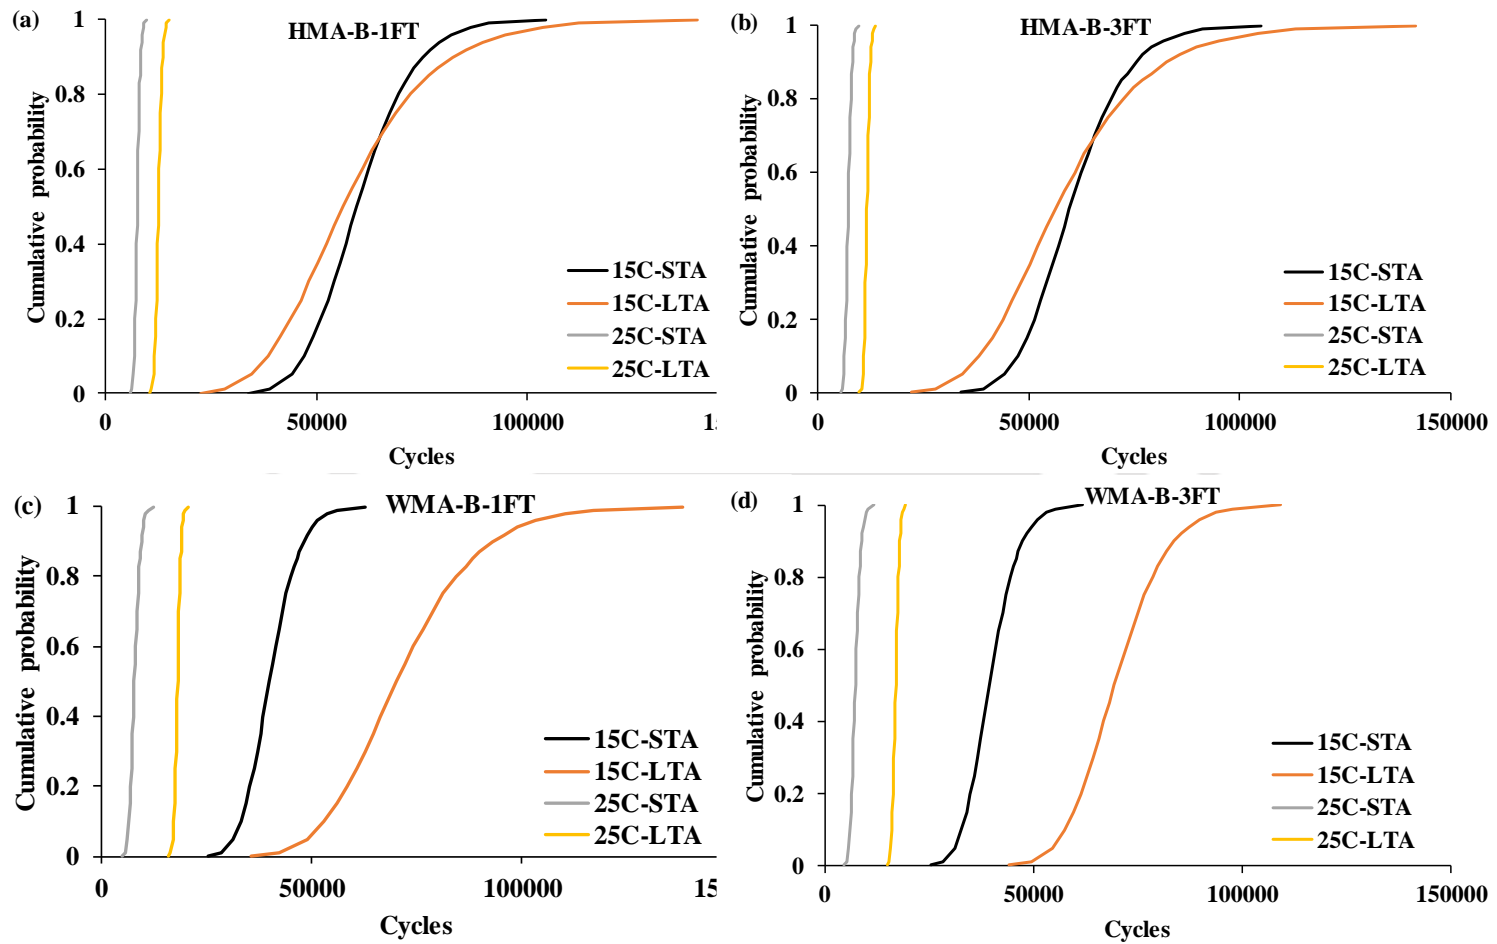 (a)
HMA-B-1FT
Cumulative probability
1
0.8
0.6
0.4
0.2
0
0 50000 100000 1
Cycles
15C-STA
15C-LTA
25C-STA
25C-LTA
(b)
HMA-B-3FT
Cumulative probability
1
0.8
0.6
0.4
0.2
0
0 50000 100000 150000
Cycles
15C-STA
15C-LTA
25C-STA
25C-LTA
(c)
WMA-B-1FT
Cumulative probability
1
0.8
0.6
0.4
0.2
0
0 50000 100000 15
Cycles
15C-STA
15C-LTA
25C-STA
25C-LTA
(d)
WMA-B-3FT
Cumulative probability
1
0.8
0.6
0.4
0.2
0
0 50000 100000 150000
Cycles
15C-STA
15C-LTA
25C-STA
25C-LTA